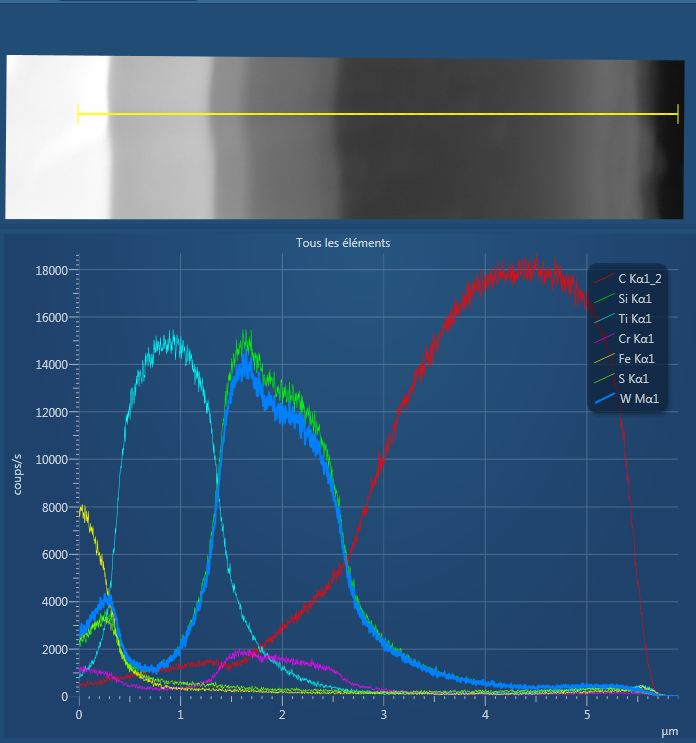 Tous les éléments
18000
16000
14000
12000
10000
8000
6000
4000
2000
0
coups/s
C Kα1_2
Si Kα1
Ti Kα1
Cr Kα1
Fe Kα1
S Kα1
W Mα1
0 1 2 3 4 5
µm